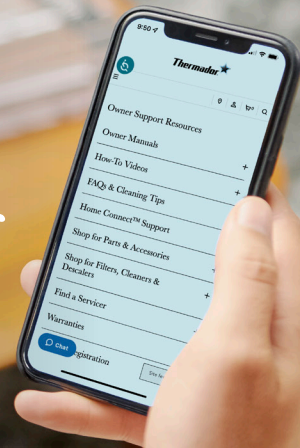 9:50
Thermador
Owner Support Resources
Owner Manuals
How-To Videos +
FAQs & Cleaning Tips +
Home Connect™ Support
Shop for Parts & Accessories
Shop for Filters, Cleaners &
Descalers +
Find a Servicer
Warranties
Chat
egistration